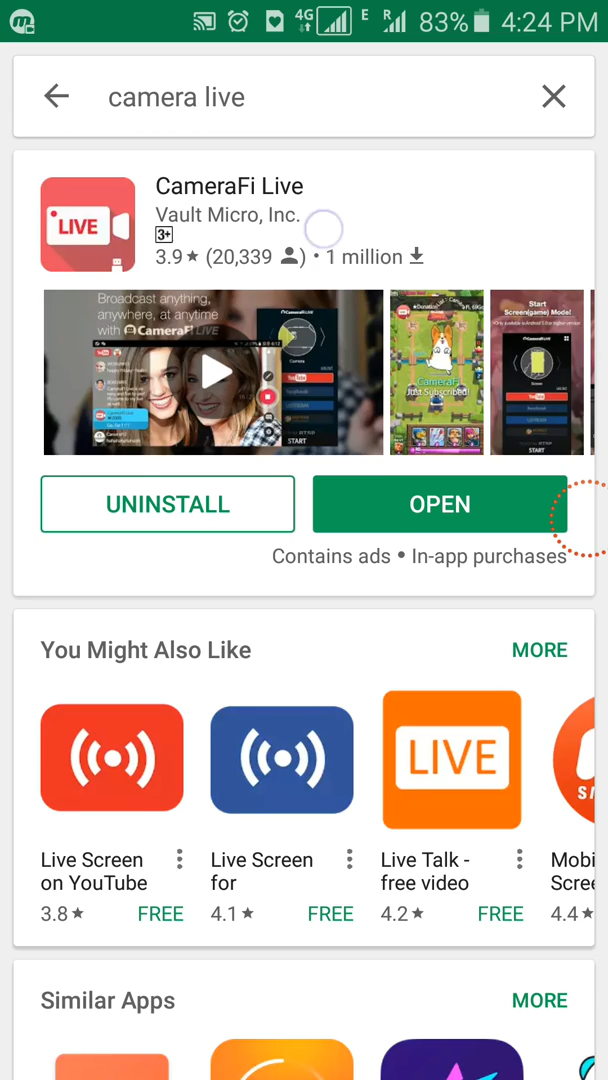 4G E R 83% 4:24 PM
camera live
LIVE
CameraFi Live
Vault Micro, Inc.
3+
3.9★ (20,339) • 1 million
Broadcast anything,
anywhere, at anytime
with CameraFi LIVE
CameraFi
Just Subscribed!
Start
Screen(game) Mode!
START
START
UNINSTALL
OPEN
Contains ads • In-app purchases
You Might Also Like
MORE
LIVE
Live Screen
on YouTube
3.8★ FREE
Live Screen
for
4.1★ FREE
Live Talk -
free video
4.2★ FREE
Mobi
Scree
4.4★
Similar Apps
MORE